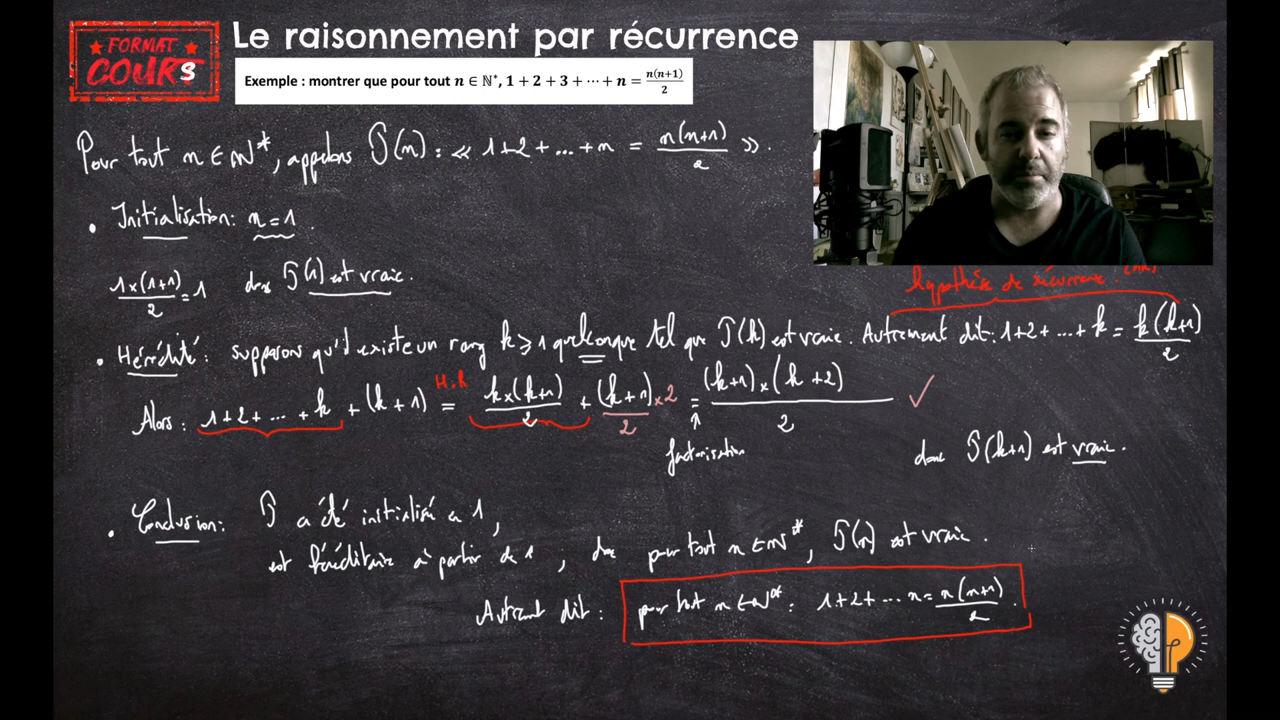 FORMAT
COURS
Le raisonnement par récurrence
Exemple : montrer que pour tout n ∈ ℕ*, 1 + 2 + 3 + ⋯ + n = n(n+1)/2
Pour tout n ∈ ℕ*, appelons P(n) : « 1+2+...+n = n(n+1)/2 ».
• Initialisation: n=1.
1×(1+1)/2 = 1 donc P(1) est vraie.
hypothèse de récurrence. (HR)
• Hérédité: supposons qu'il existe un rang k ≥ 1 quelconque tel que P(k) est vraie. Autrement dit: 1+2+...+k = k(k+1)/2
Alors: 1+2+...+k + (k+1) = H.R k×(k+1)/2 + (k+1)×2/2 = (k+1)×(k+2)/2 ✓
↑
factorisation
donc P(k+1) est vraie.
• Conclusion: P a été initialisé en 1,
est héréditaire à partir de 1, donc pour tout n ∈ ℕ*, P(n) est vraie.
Autrement dit: pour tout n ∈ ℕ*: 1+2+...n = n(n+1)/2.